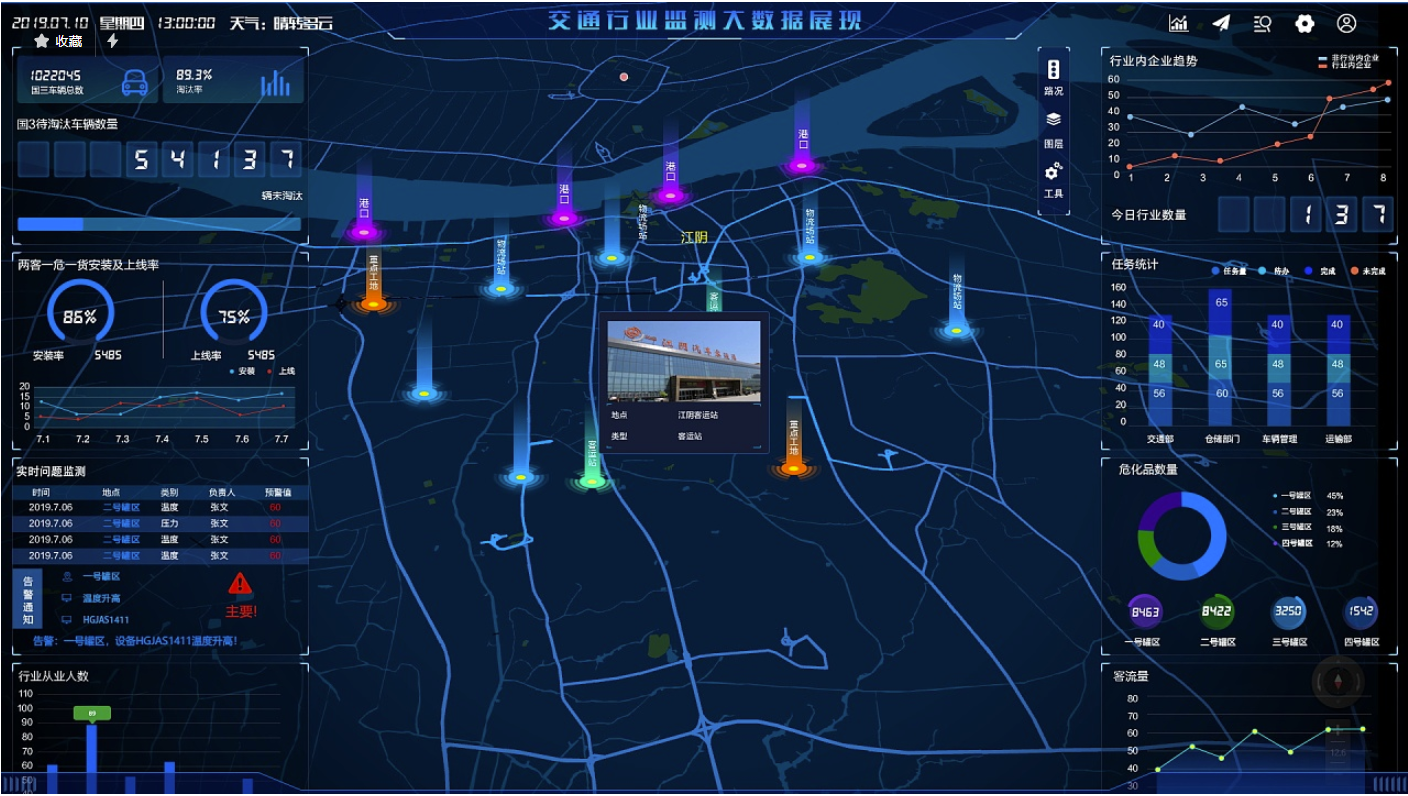 2019.07.10 星期四 13:00:00 天气：晴转多云
交通行业监测大数据展现
收藏
1022045
国三车辆总数
89.3%
淘汰率
国3待淘汰车辆数量
5 4 1 3 7
辆未淘汰
两客一危一货安装及上线率
86%
75%
安装率 5485
上线率 5485
安装 上线
20
15
10
5
0
7.1 7.2 7.3 7.4 7.5 7.6 7.7
实时问题监测
时间 地点 类别 负责人 预警值
2019.7.06 二号罐区 温度 张文 60
2019.7.06 二号罐区 压力 张文 60
2019.7.06 二号罐区 温度 张文 60
2019.7.06 二号罐区 温度 张文 60
告警通知
一号罐区
温度升高
HGJAS1411
主要!
告警：一号罐区，设备HGJAS1411温度升高！
行业从业人数
110
100
90
80
70
60
50
40
89
港口
港口
港口
港口
重点工地
物流场站
物流场站
物流场站
物流场站
江阴
客运
江阴汽车客运站
地点 江阴客运站
类型 客运站
客运站
重点工地
路况
图层
工具
行业内企业趋势
非行业内企业
行业内企业
60
50
40
30
20
10
0
1 2 3 4 5 6 7 8
今日行业数量
1 3 7
任务统计
任务量 待办 完成 未完成
160
140
120
100
80
60
40
20
0
40 65 40 40
48 65 48 48
56 60 56 56
交通部 仓储部门 车辆管理 运输部
危化品数量
一号罐区 45%
二号罐区 23%
三号罐区 18%
四号罐区 12%
8463 8422 3250 1542
一号罐区 二号罐区 三号罐区 四号罐区
客流量
80
70
60
50
40
30
12.6